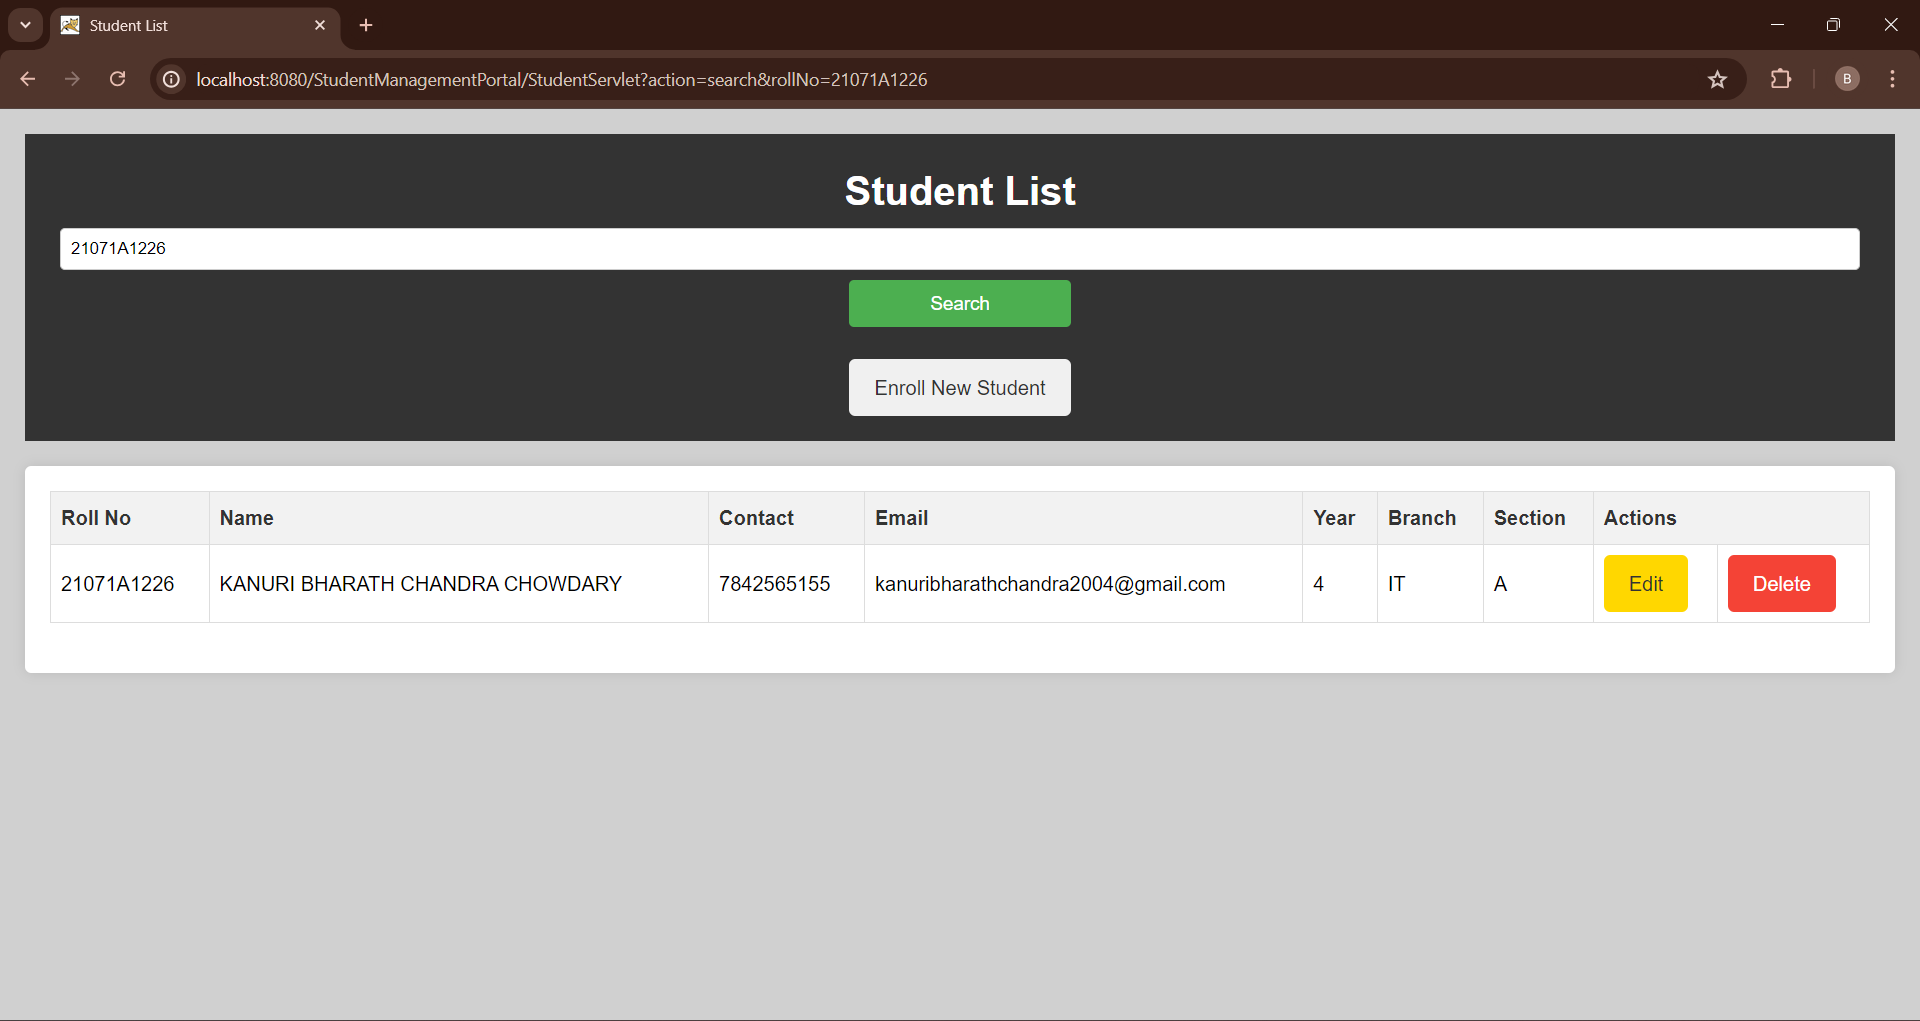 Student List
localhost:8080/StudentManagementPortal/StudentServlet?action=search&rollNo=21071A1226
B
Student List
21071A1226
Search
Enroll New Student
Roll No Name Contact Email Year Branch Section Actions
21071A1226 KANURI BHARATH CHANDRA CHOWDARY 7842565155 kanuribharathchandra2004@gmail.com 4 IT A Edit Delete